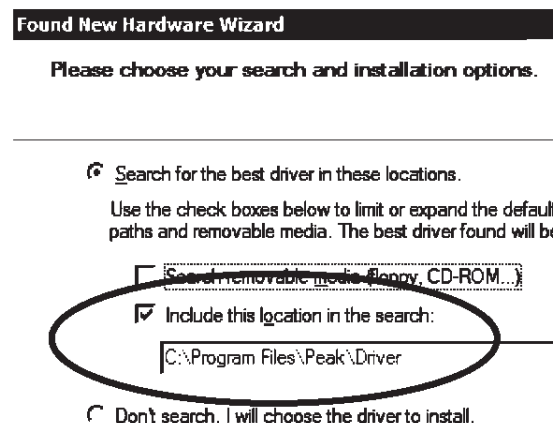 Found New Hardware Wizard
Please choose your search and installation options.
Search for the best driver in these locations.
Use the check boxes below to limit or expand the default
paths and removable media. The best driver found will be
Search removable media (floppy, CD-ROM...)
Include this location in the search:
C:\Program Files\Peak\Driver
Don't search. I will choose the driver to install.